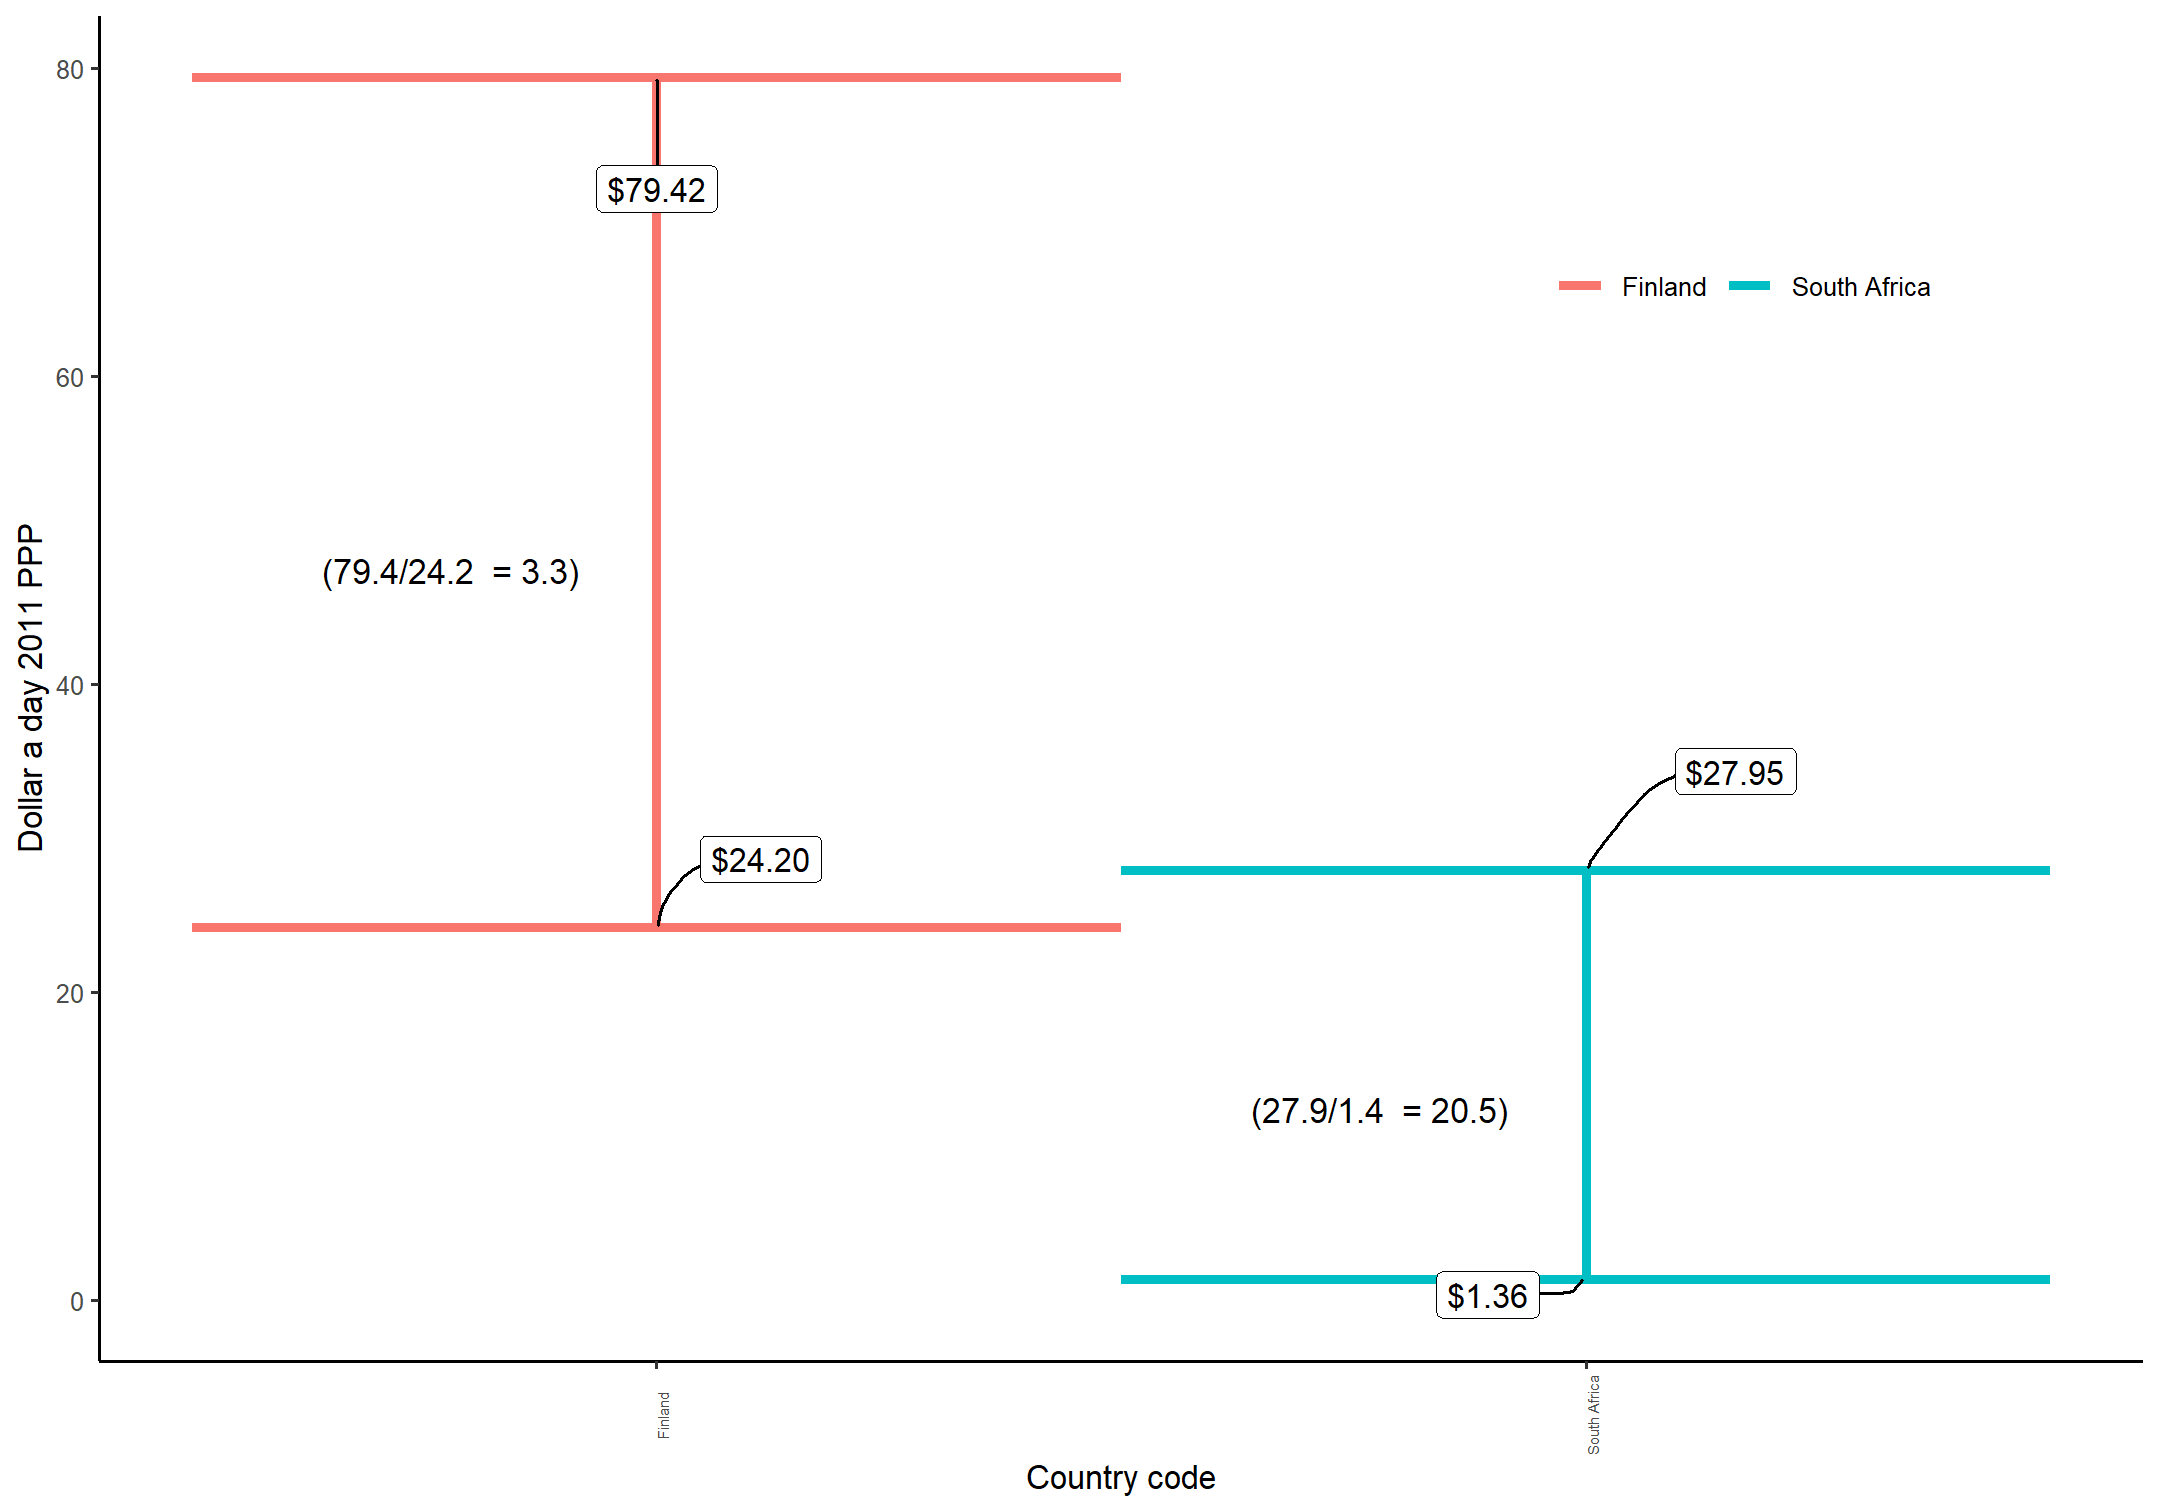 80
$79.42
Finland South Africa
60
(79.4/24.2  = 3.3)
Dollar a day 2011 PPP
40
$27.95
$24.20
20
(27.9/1.4  = 20.5)
$1.36
0
Finland
South Africa
Country code